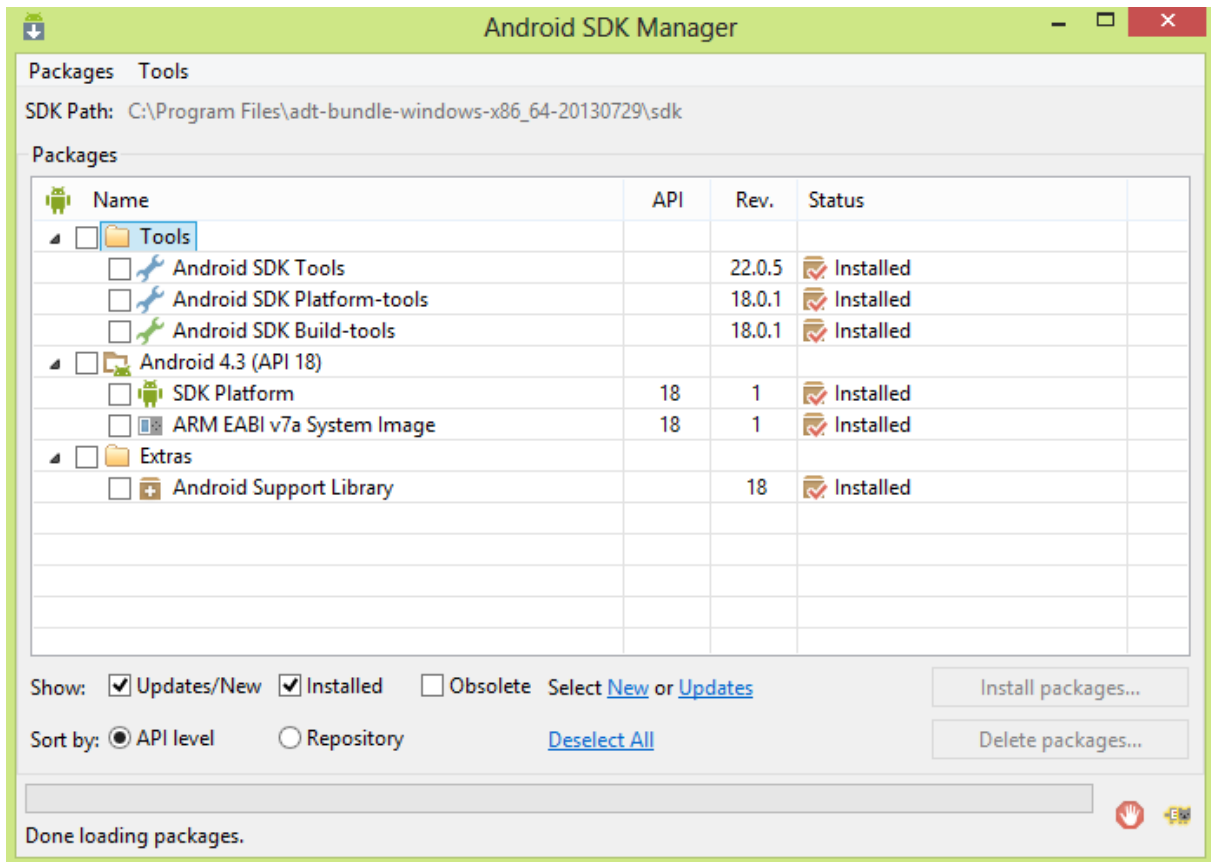 Android SDK Manager
Packages Tools
SDK Path: C:\Program Files\adt-bundle-windows-x86_64-20130729\sdk
Packages
Name API Rev. Status
Tools
Android SDK Tools 22.0.5 Installed
Android SDK Platform-tools 18.0.1 Installed
Android SDK Build-tools 18.0.1 Installed
Android 4.3 (API 18)
SDK Platform 18 1 Installed
ARM EABI v7a System Image 18 1 Installed
Extras
Android Support Library 18 Installed
Show: Updates/New Installed Obsolete Select New or Updates Install packages...
Sort by: API level Repository Deselect All Delete packages...
Done loading packages.